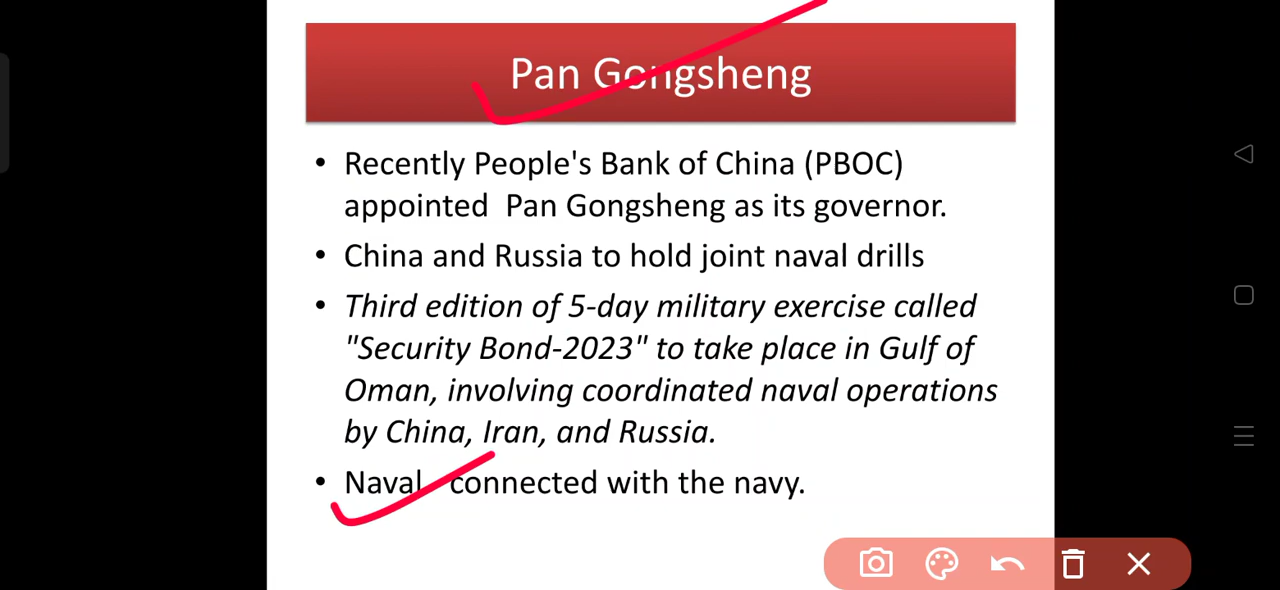 Pan Gongsheng
• Recently People's Bank of China (PBOC)
appointed  Pan Gongsheng as its governor.
• China and Russia to hold joint naval drills
• Third edition of 5-day military exercise called
"Security Bond-2023" to take place in Gulf of
Oman, involving coordinated naval operations
by China, Iran, and Russia.
• Naval   connected with the navy.